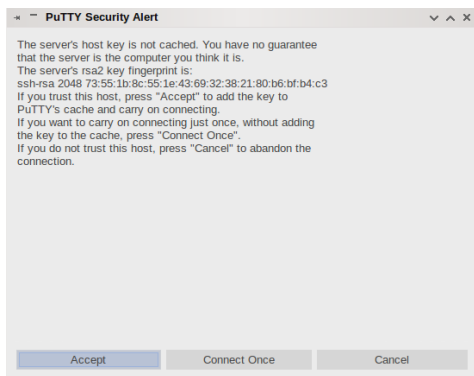 PuTTY Security Alert
The server's host key is not cached. You have no guarantee
that the server is the computer you think it is.
The server's rsa2 key fingerprint is:
ssh-rsa 2048 73:55:1b:8c:55:1e:43:69:32:38:21:80:b6:bf:b4:c3
If you trust this host, press "Accept" to add the key to
PuTTY's cache and carry on connecting.
If you want to carry on connecting just once, without adding
the key to the cache, press "Connect Once".
If you do not trust this host, press "Cancel" to abandon the
connection.
Accept
Connect Once
Cancel